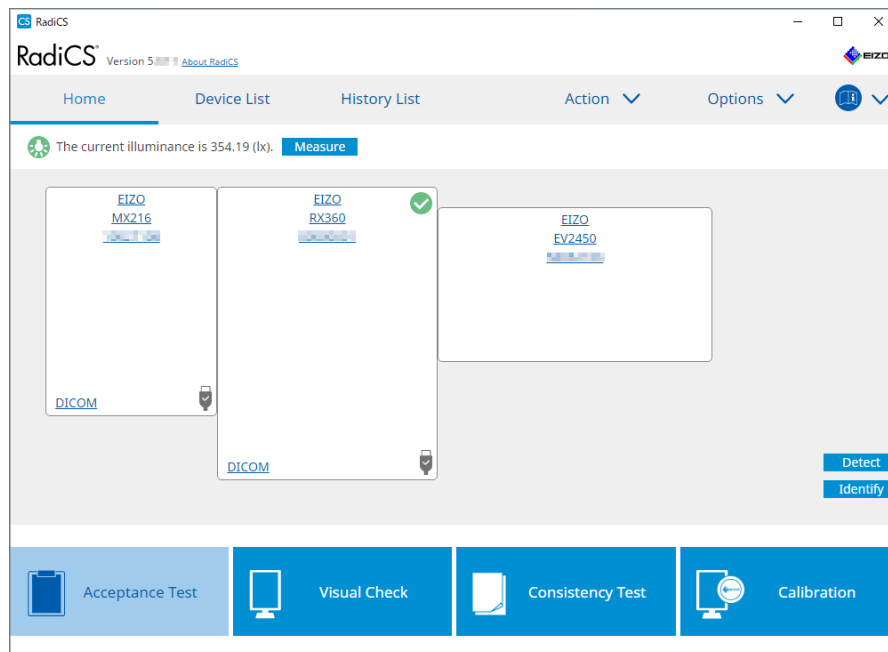 CS RadiCS
RadiCS® Version 5. About RadiCS
EIZO
Home Device List History List Action Options
The current illuminance is 354.19 (lx). Measure
EIZO
MX216
DICOM
EIZO
RX360
DICOM
EIZO
EV2450
Detect
Identify
Acceptance Test Visual Check Consistency Test Calibration